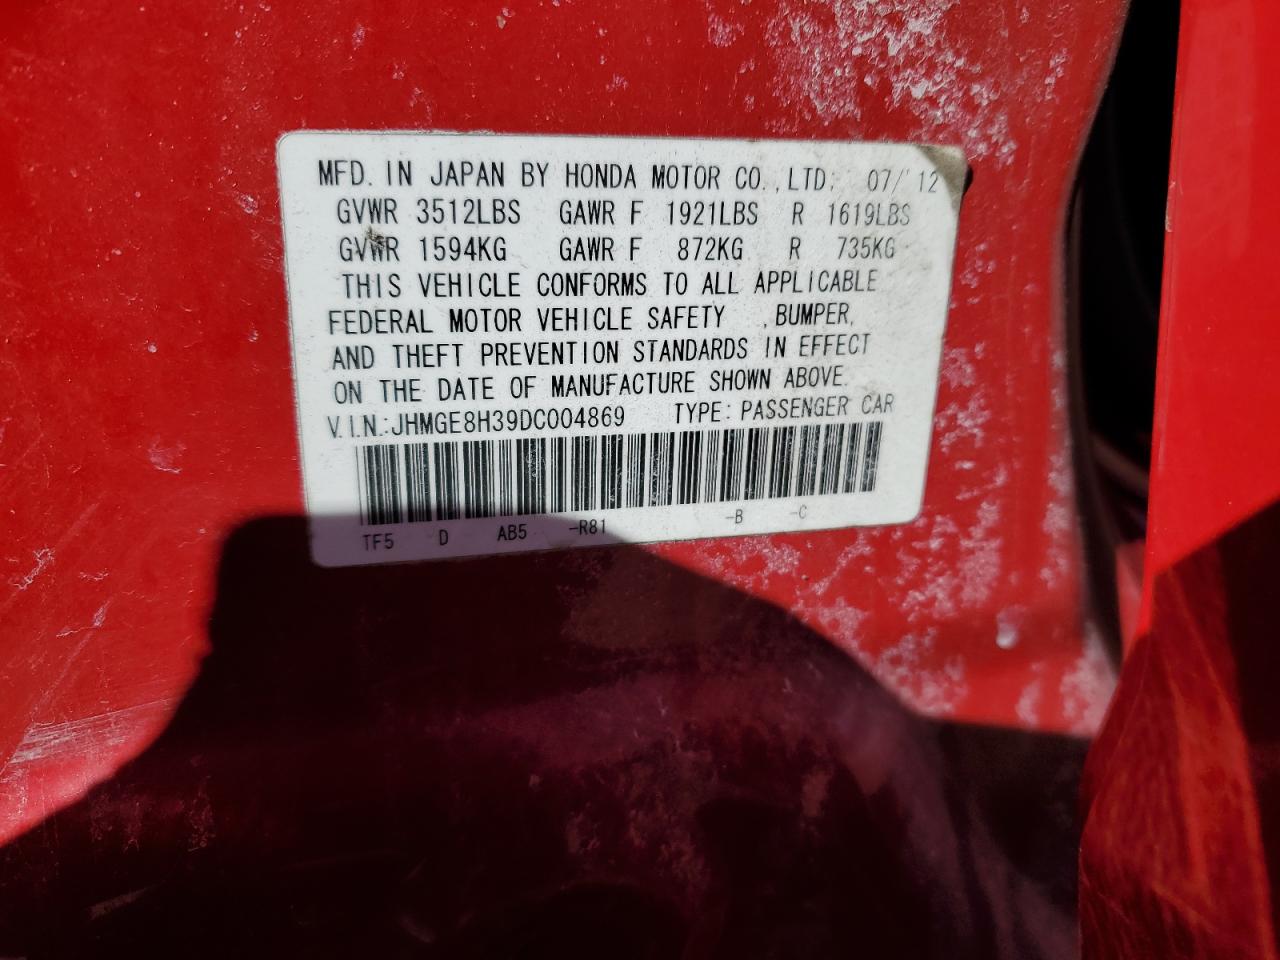 MFD. IN JAPAN BY HONDA MOTOR CO.,LTD. 07/'12
GVWR 3512LBS GAWR F 1921LBS R 1619LBS
GVWR 1594KG GAWR F 872KG R 735KG
THIS VEHICLE CONFORMS TO ALL APPLICABLE
FEDERAL MOTOR VEHICLE SAFETY ,BUMPER,
AND THEFT PREVENTION STANDARDS IN EFFECT
ON THE DATE OF MANUFACTURE SHOWN ABOVE.
V.I.N.:JHMGE8H39DC004869 TYPE:PASSENGER CAR
TF5 D AB5 -R81 -B -C